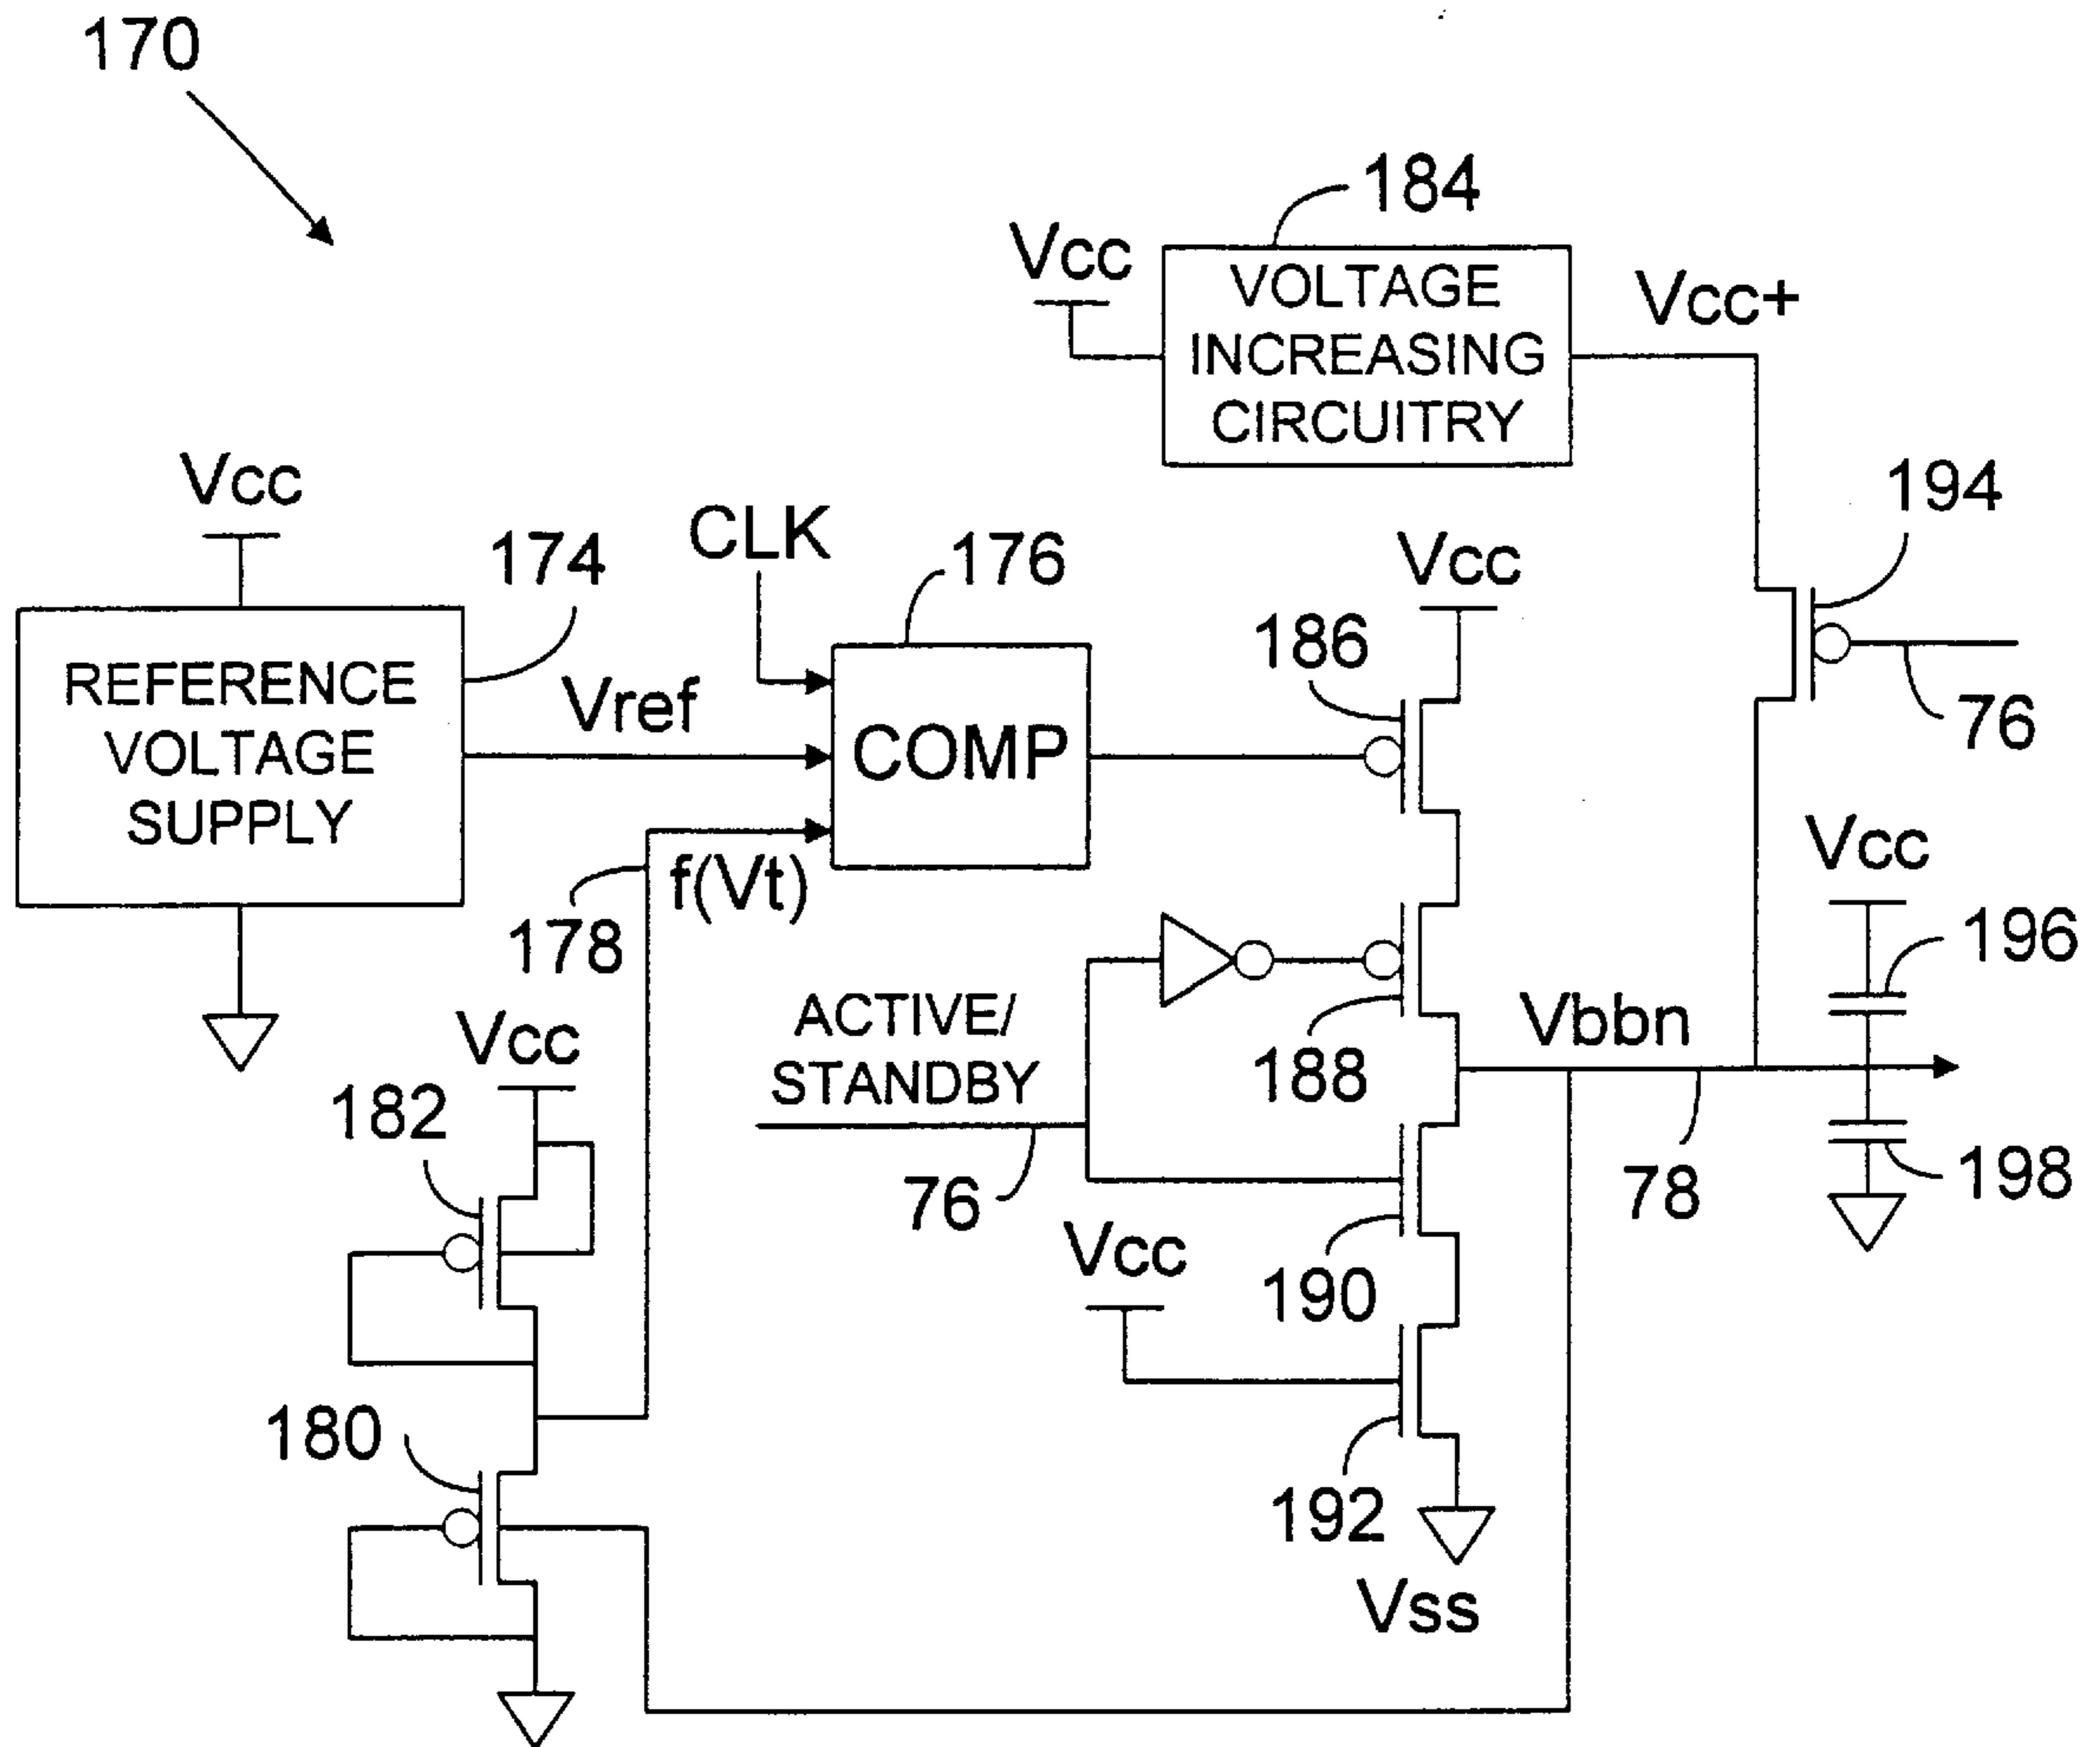 170
184
Vcc
VOLTAGE
INCREASING
CIRCUITRY
Vcc+
Vcc
174
CLK
176
Vcc
194
REFERENCE
VOLTAGE
SUPPLY
Vref
COMP
186
76
178
f(Vt)
Vcc
196
Vcc
ACTIVE/
STANDBY
188
Vbbn
182
76
78
198
Vcc
190
180
192
Vss